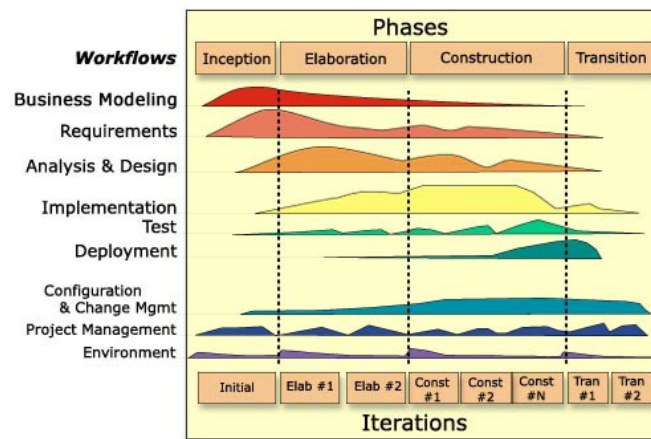 Phases
Workflows Inception Elaboration Construction Transition
Business Modeling
Requirements
Analysis & Design
Implementation
Test
Deployment
Configuration
& Change Mgmt
Project Management
Environment
Initial Elab #1 Elab #2 Const #1 Const #2 Const #N Tran #1 Tran #2
Iterations